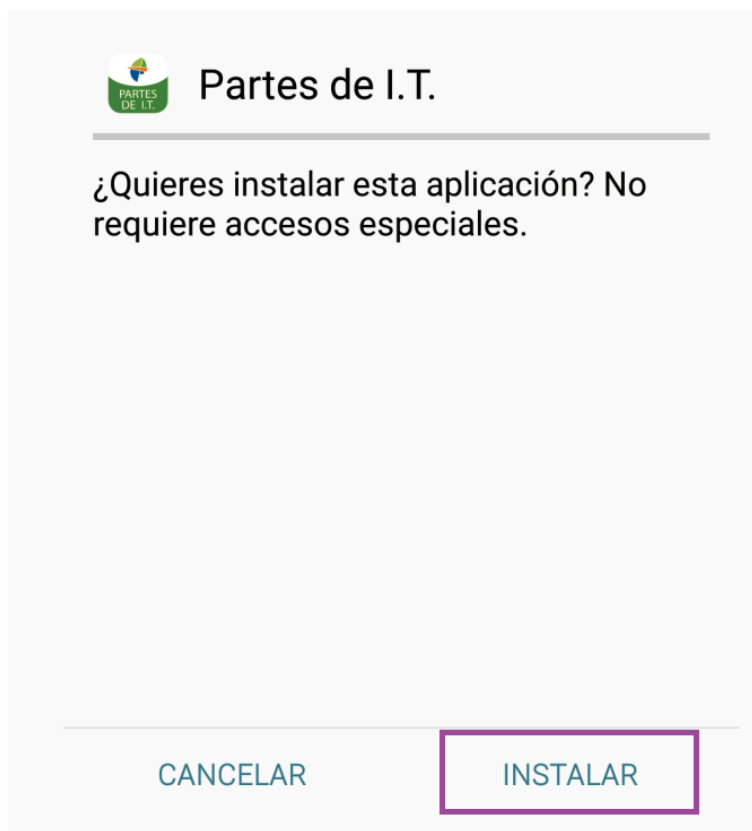 PARTES
DE I.T.
Partes de I.T.
¿Quieres instalar esta aplicación? No
requiere accesos especiales.
CANCELAR
INSTALAR